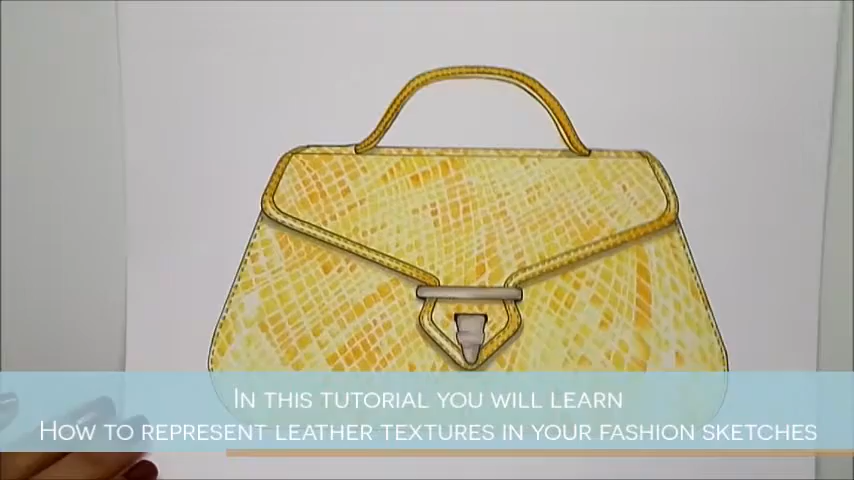 In this tutorial you will learn
How to represent leather textures in your fashion sketches